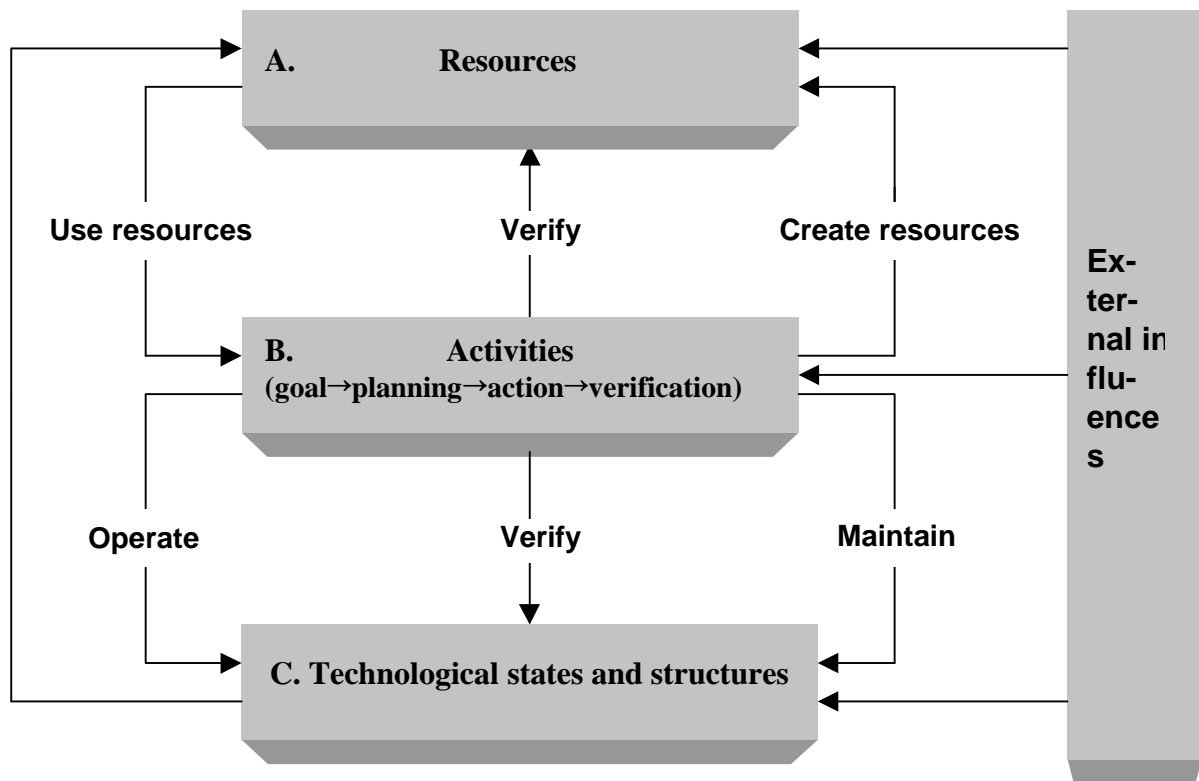 A. Resources
Use resources
Verify
Create resources
Ex-
ter-
nal in
flu-
ence
s
B. Activities
(goal→planning→action→verification)
Operate
Verify
Maintain
C. Technological states and structures